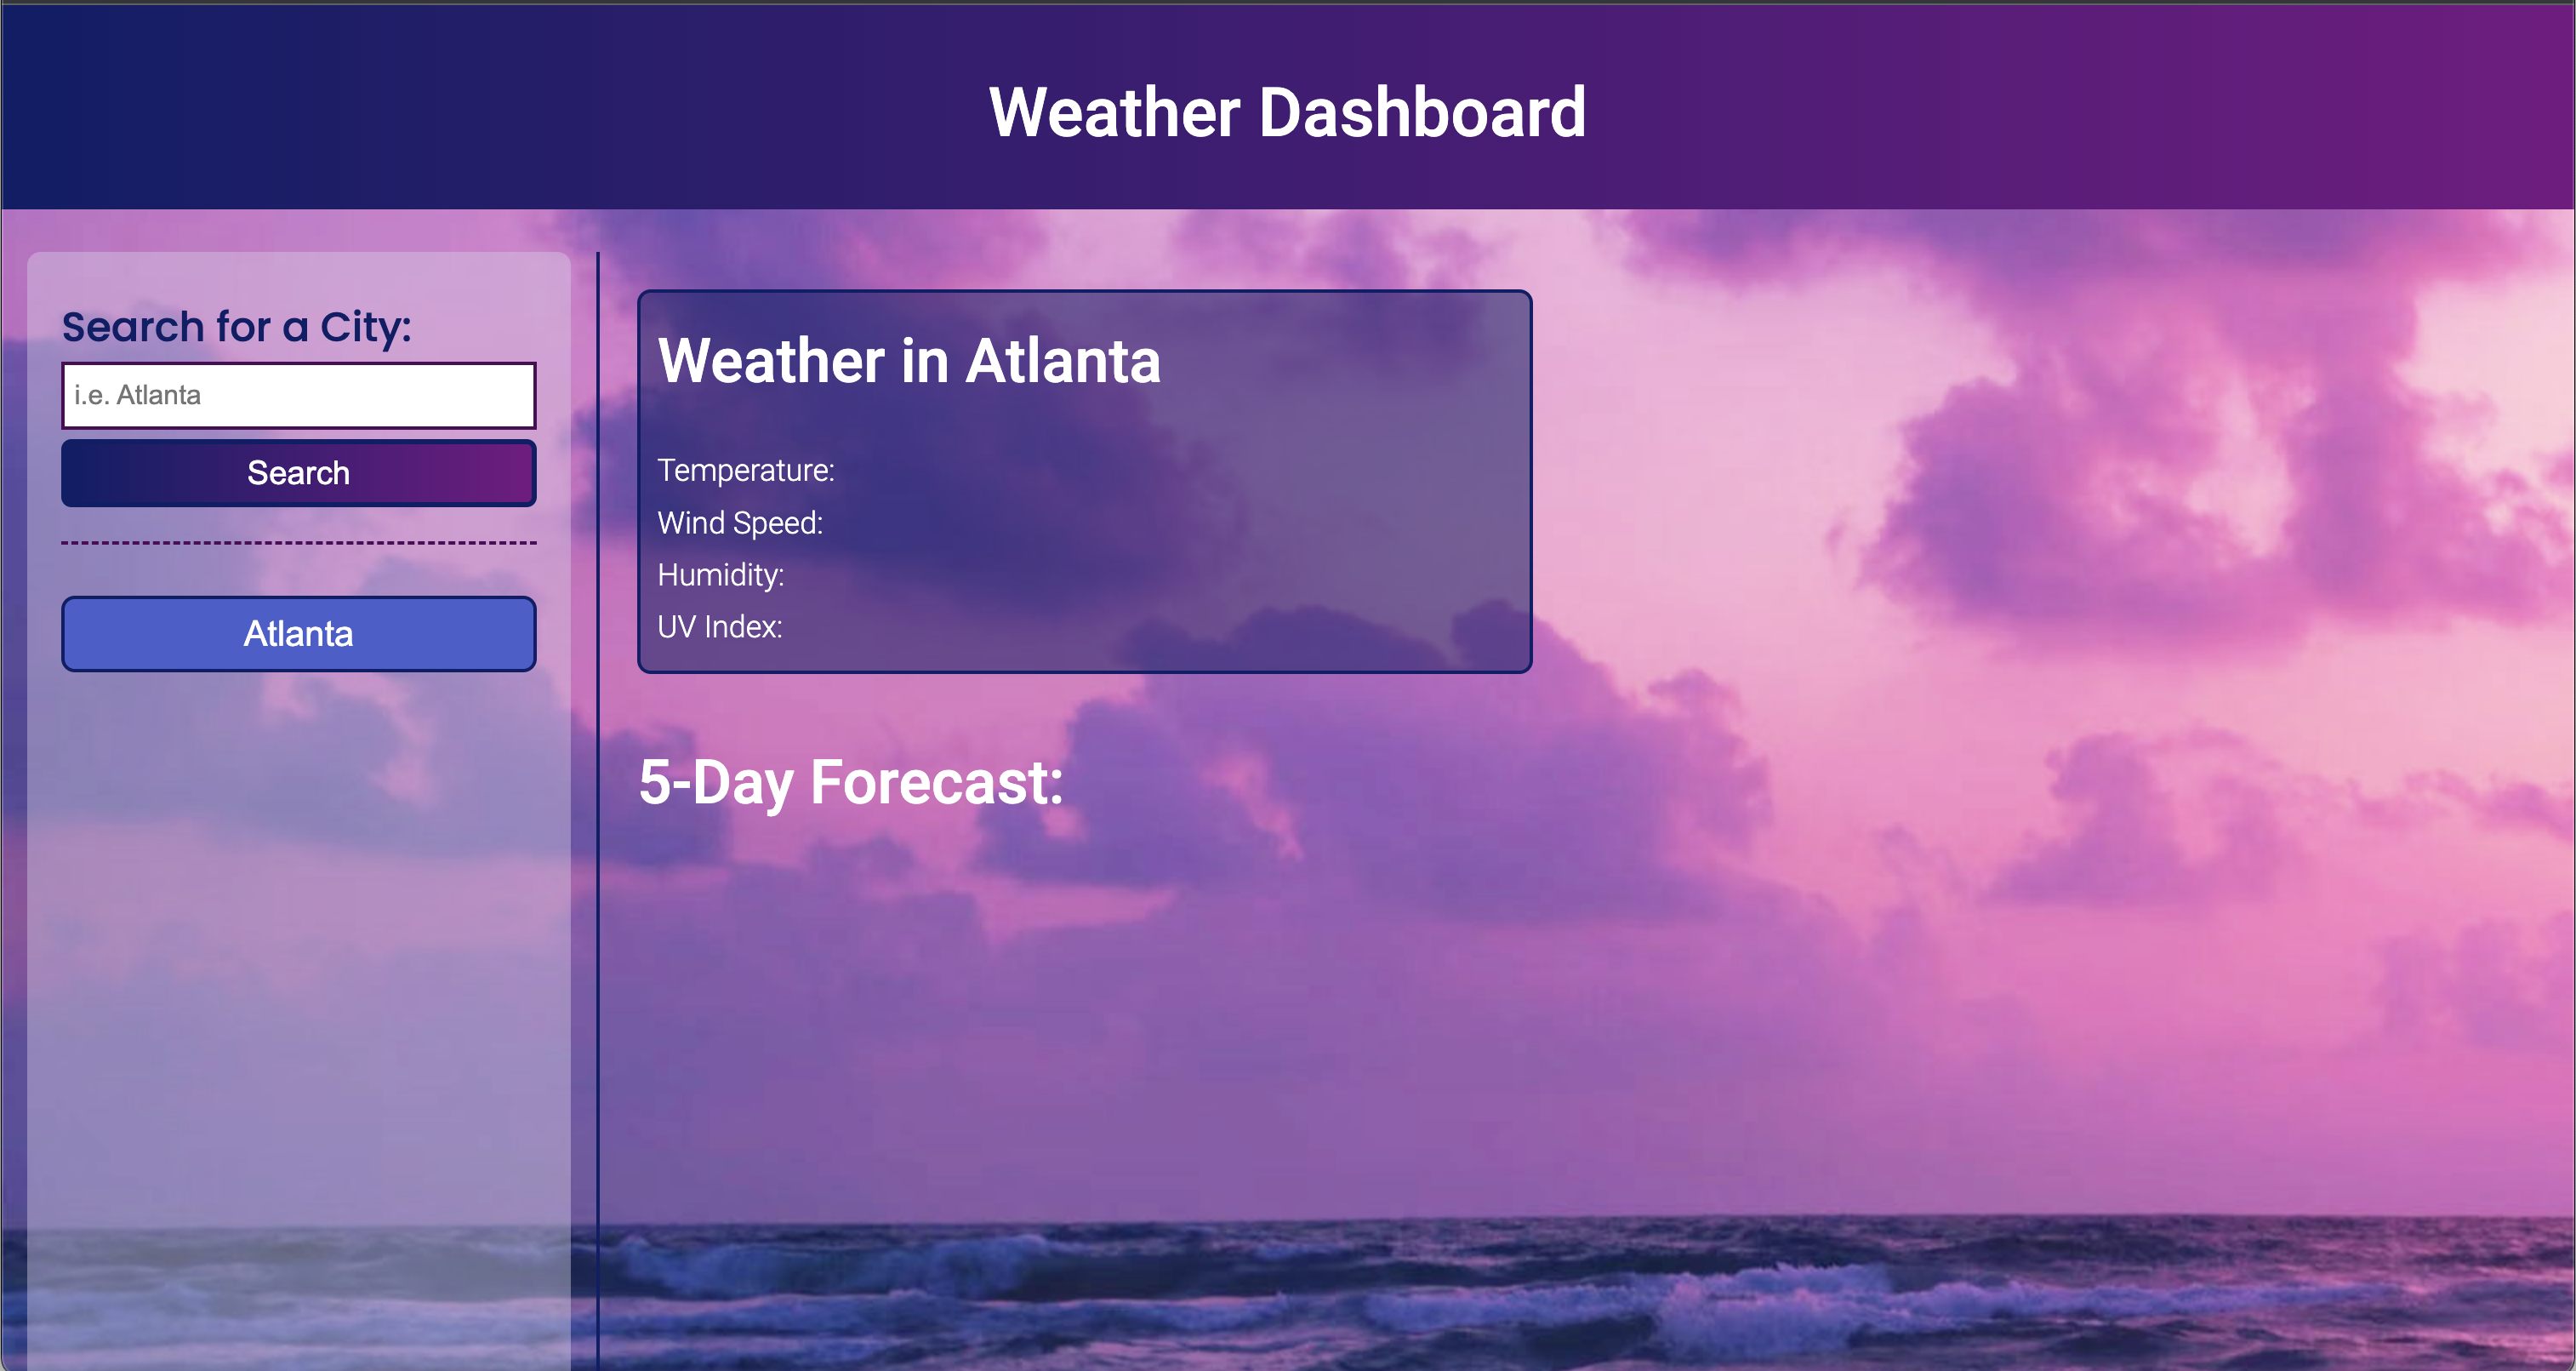 Weather Dashboard
Search for a City:
i.e. Atlanta
Search
Atlanta
Weather in Atlanta
Temperature:
Wind Speed:
Humidity:
UV Index:
5-Day Forecast: